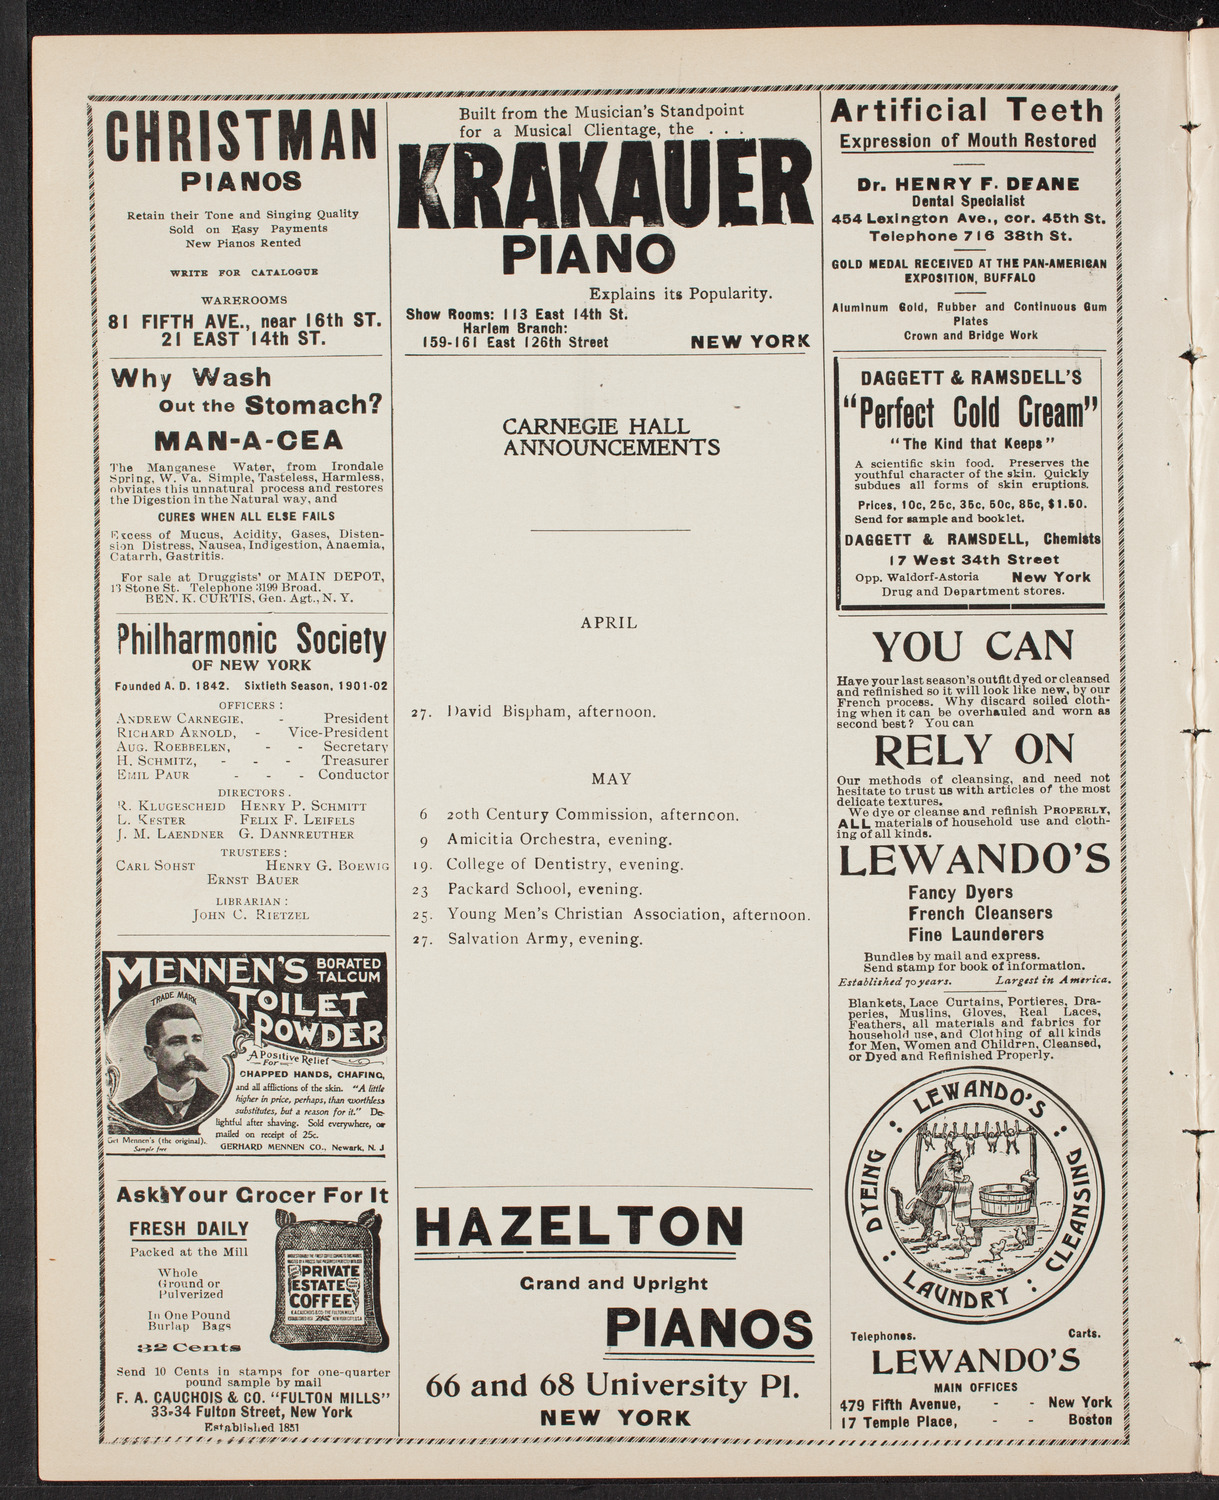 CHRISTMAN
PIANOS
Retain their Tone and Singing Quality
Sold on Easy Payments
New Pianos Rented
WRITE FOR CATALOGUE
WAREROOMS
81 FIFTH AVE., near 16th ST.
21 EAST 14th ST.
Why Wash
Out the Stomach?
MAN-A-CEA
The Manganese Water, from Irondale
Spring, W. Va. Simple, Tasteless, Harmless,
obviates this unnatural process and restores
the Digestion in the Natural way, and
CURES WHEN ALL ELSE FAILS
Excess of Mucus, Acidity, Gases, Disten-
sion Distress, Nausea, Indigestion, Anaemia,
Catarrh, Gastritis.
For sale at Druggists' or MAIN DEPOT,
13 Stone St. Telephone 3199 Broad.
BEN. K. CURTIS, Gen. Agt., N. Y.
Philharmonic Society
OF NEW YORK
Founded A. D. 1842. Sixtieth Season, 1901-02
OFFICERS:
ANDREW CARNEGIE, - President
RICHARD ARNOLD, - Vice-President
AUG. ROEBBELEN, - - Secretary
H. SCHMITZ, - - - Treasurer
EMIL PAUR - - - Conductor
DIRECTORS.
R. KLUGESCHEID HENRY P. SCHMITT
L. KESTER FELIX F. LEIFELS
J. M. LAENDNER G. DANNREUTHER
TRUSTEES:
CARL SOHST HENRY G. BOEWIG
ERNST BAUER
LIBRARIAN:
JOHN C. RIETZEL
MENNEN'S BORATED
TALCUM
TOILET
POWDER
TRADE MARK
A Positive Relief
For
CHAPPED HANDS, CHAFING,
and all afflictions of the skin. "A little
higher in price, perhaps, than worthless
substitutes, but a reason for it." De-
lightful after shaving. Sold everywhere, or
mailed on receipt of 25c.
Get Mennen's (the original).
Sample free
GERHARD MENNEN CO., Newark, N. J
Ask Your Grocer For It
FRESH DAILY
Packed at the Mill
Whole
Ground or
Pulverized
In One Pound
Burlap Bags
32 Cents
PRIVATE
ESTATE
COFFEE
Send 10 Cents in stamps for one-quarter
pound sample by mail
F. A. CAUCHOIS & CO. "FULTON MILLS"
33-34 Fulton Street, New York
Established 1851
Built from the Musician's Standpoint
for a Musical Clientage, the . . .
KRAKAUER
PIANO
Explains its Popularity.
Show Rooms: 113 East 14th St.
Harlem Branch:
159-161 East 126th Street NEW YORK
CARNEGIE HALL
ANNOUNCEMENTS
APRIL
27. David Bispham, afternoon.
MAY
6 20th Century Commission, afternoon.
9 Amicitia Orchestra, evening.
19. College of Dentistry, evening.
23 Packard School, evening.
25. Young Men's Christian Association, afternoon.
27. Salvation Army, evening.
HAZELTON
Grand and Upright
PIANOS
66 and 68 University Pl.
NEW YORK
Artificial Teeth
Expression of Mouth Restored
Dr. HENRY F. DEANE
Dental Specialist
454 Lexington Ave., cor. 45th St.
Telephone 716 38th St.
GOLD MEDAL RECEIVED AT THE PAN-AMERICAN
EXPOSITION, BUFFALO
Aluminum Gold, Rubber and Continuous Gum
Plates
Crown and Bridge Work
DAGGETT & RAMSDELL'S
"Perfect Cold Cream"
"The Kind that Keeps"
A scientific skin food. Preserves the
youthful character of the skin. Quickly
subdues all forms of skin eruptions.
Prices, 10c, 25c, 35c, 50c, 85c, $1.50.
Send for sample and booklet.
DAGGETT & RAMSDELL, Chemists
17 West 34th Street
Opp. Waldorf-Astoria New York
Drug and Department stores.
YOU CAN
Have your last season's outfit dyed or cleansed
and refinished so it will look like new, by our
French process. Why discard soiled cloth-
ing when it can be overhauled and worn as
second best? You can
RELY ON
Our methods of cleansing, and need not
hesitate to trust us with articles of the most
delicate textures.
We dye or cleanse and refinish PROPERLY,
ALL materials of household use and cloth-
ing of all kinds.
LEWANDO'S
Fancy Dyers
French Cleansers
Fine Launderers
Bundles by mail and express.
Send stamp for book of information.
Established 70 years. Largest in America.
Blankets, Lace Curtains, Portieres, Dra-
peries, Muslins, Gloves, Real Laces,
Feathers, all materials and fabrics for
household use, and Clothing of all kinds
for Men, Women and Children, Cleansed,
or Dyed and Refinished Properly.
LEWANDO'S : CLEANSING : LAUNDRY : DYEING :
Telephones. Carts.
LEWANDO'S
MAIN OFFICES
479 Fifth Avenue, - - New York
17 Temple Place, - - Boston